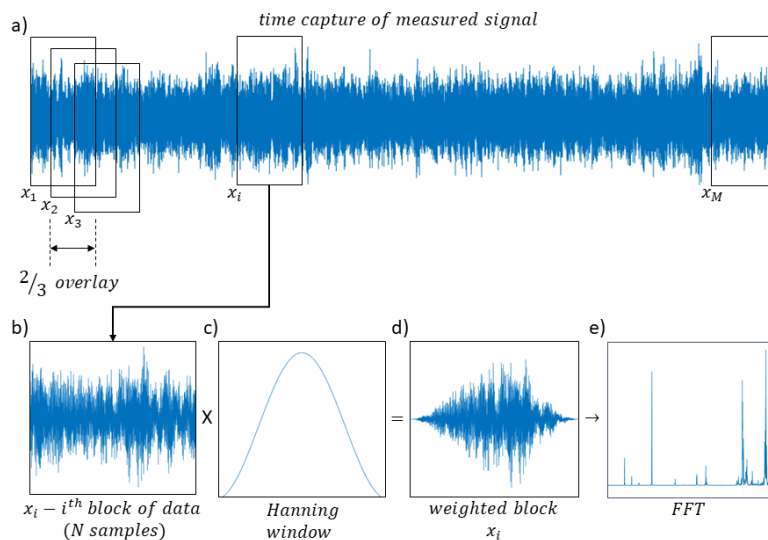 time capture of measured signal
a)
x₁
x₂
x₃
xᵢ
x_M
2/3 overlay
b)
c)
d)
e)
X
=
→
xᵢ − iᵗʰ block of data
(N samples)
Hanning
window
weighted block
xᵢ
FFT